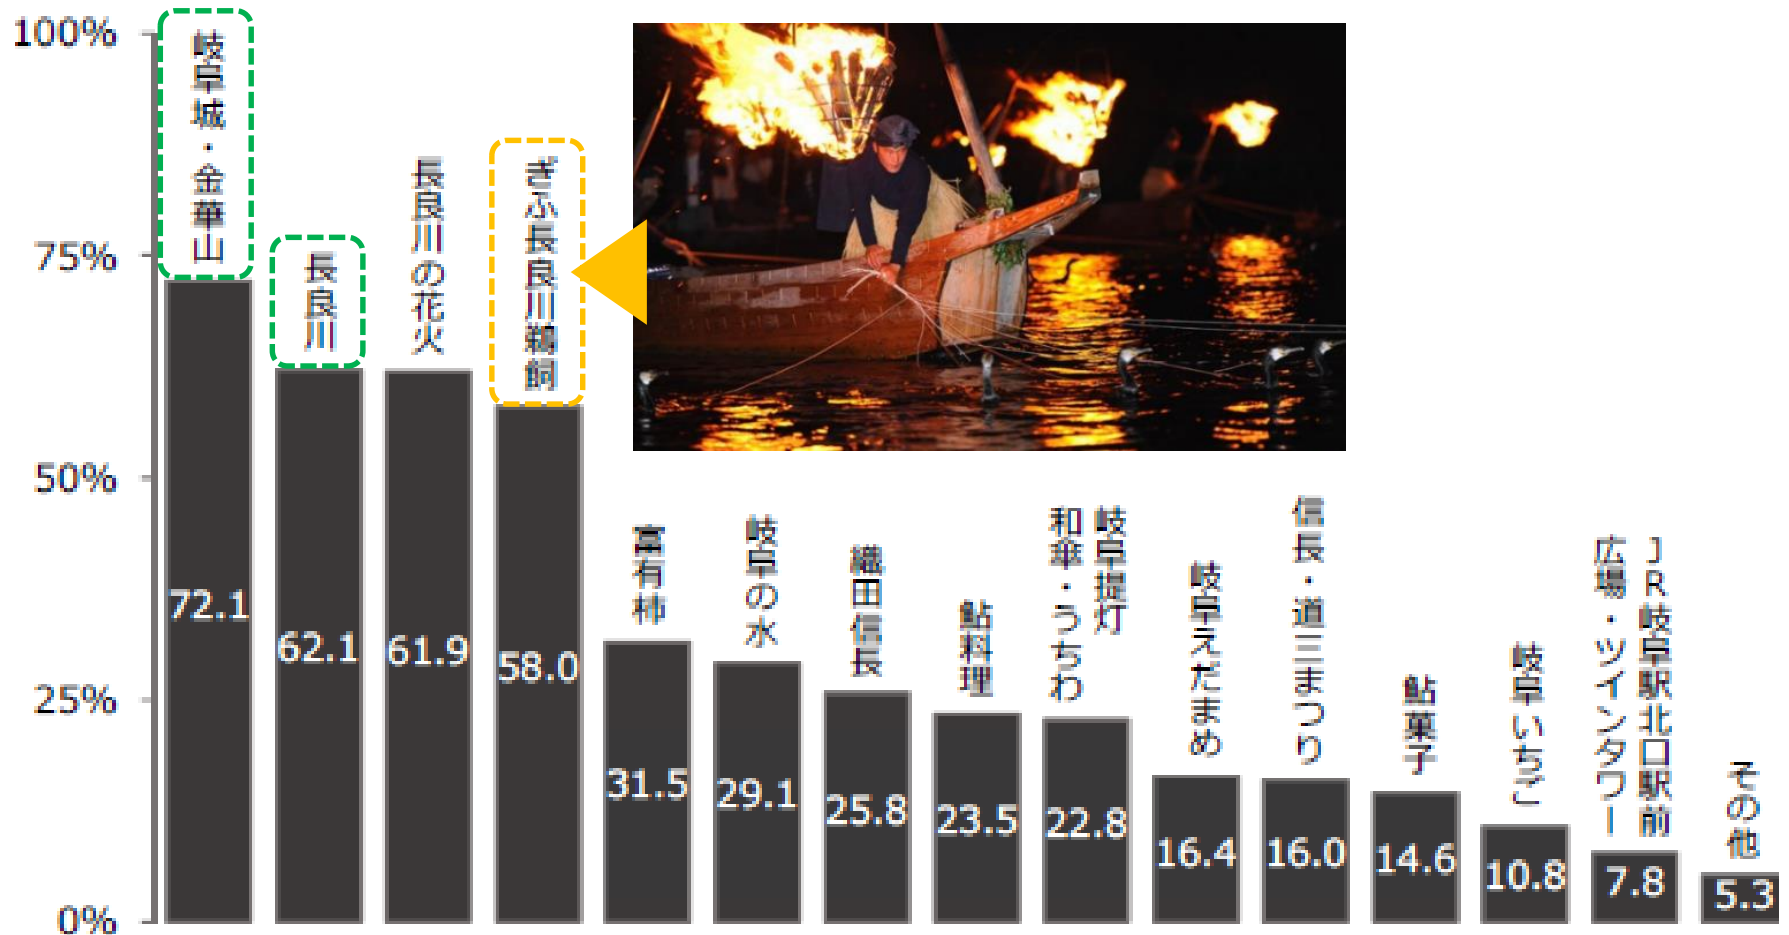 100%
75%
50%
25%
0%
岐阜城・金華山
長良川
長良川の花火
ぎふ長良川鵜飼
富有柿
岐阜の水
織田信長
鮎料理
岐阜提灯
和傘・うちわ
岐阜えだまめ
信長・道三まつり
鮎菓子
岐阜いちご
JR岐阜駅北口駅前
広場・ツインタワー
その他
72.1
62.1
61.9
58.0
31.5
29.1
25.8
23.5
22.8
16.4
16.0
14.6
10.8
7.8
5.3